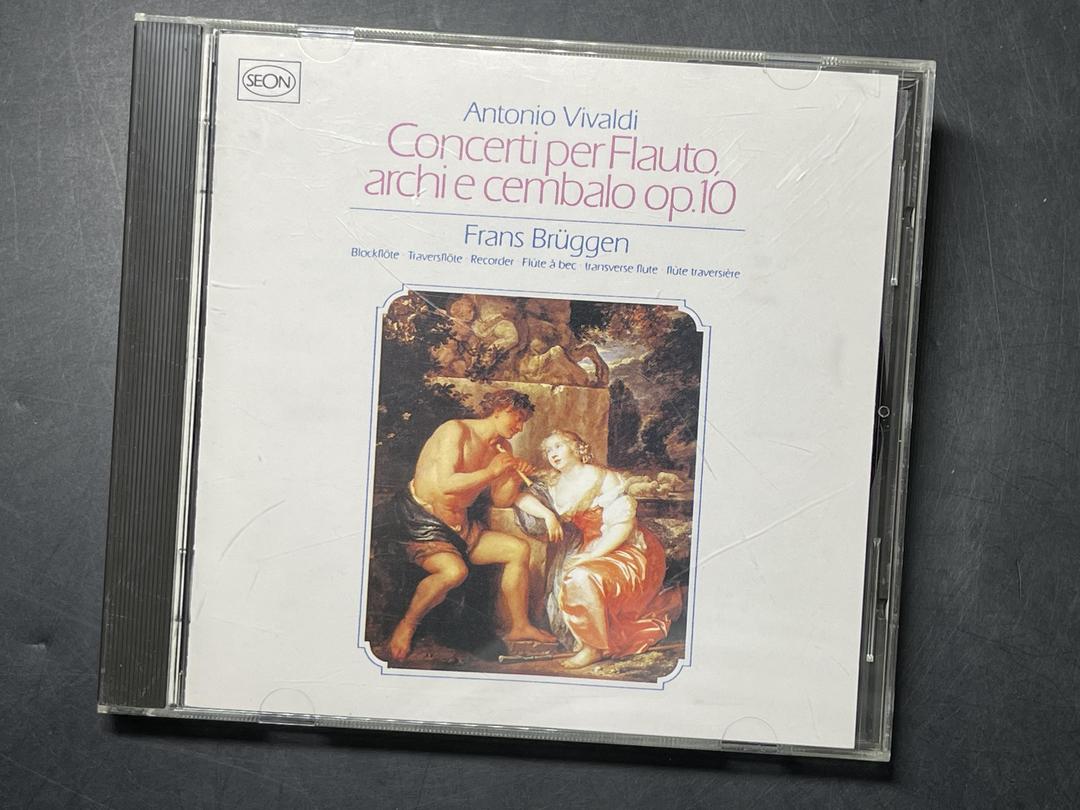 SEON
Antonio Vivaldi
Concerti per Flauto,
archi e cembalo op.10
Frans Brüggen
Blockflöte · Traversflöte · Recorder · Flûte à bec · transverse flute · flûte traversière